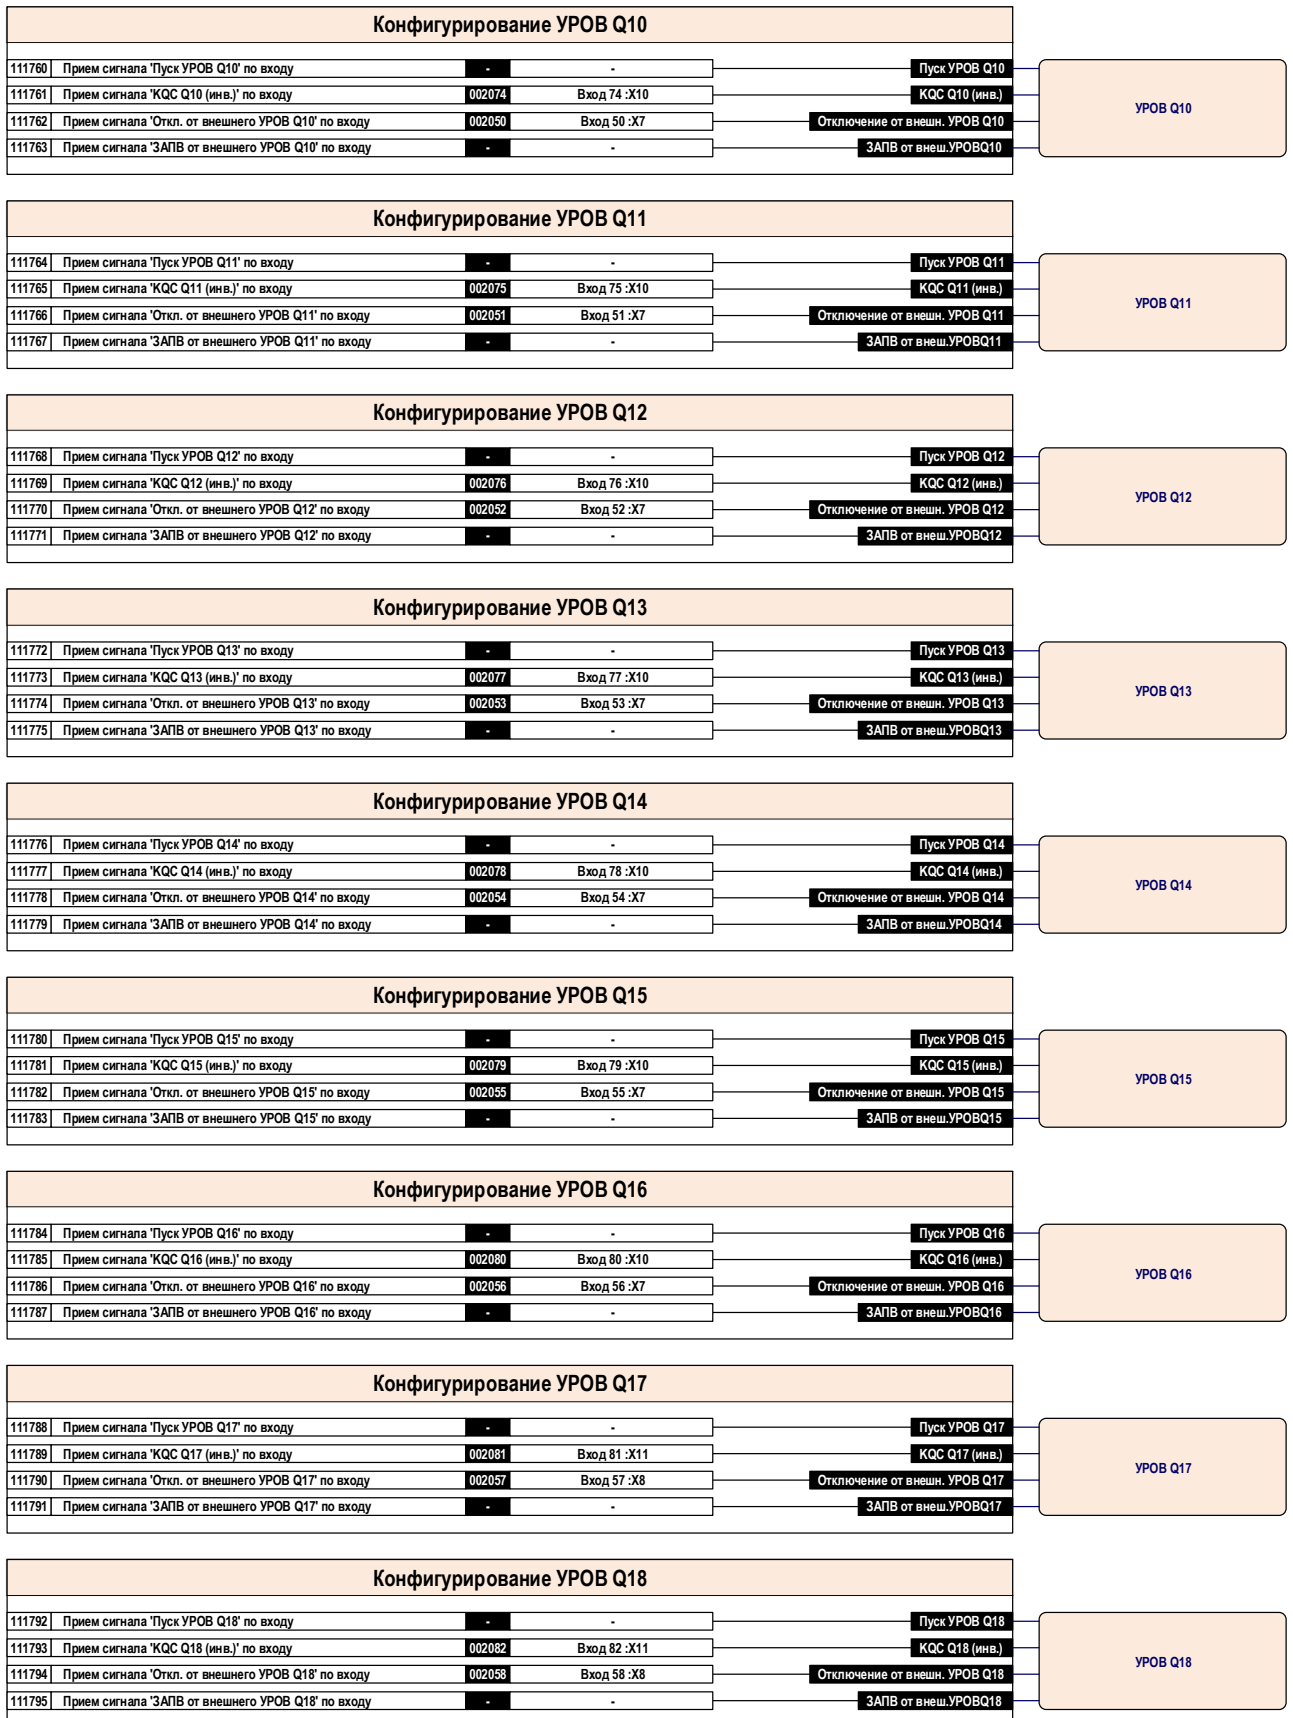 Конфигурирование УРОВ Q10
111760 Прием сигнала 'Пуск УРОВ Q10' по входу - - Пуск УРОВ Q10
111761 Прием сигнала 'KQC Q10 (инв.)' по входу 002074 Вход 74 :X10 KQC Q10 (инв.)
УРОВ Q10
111762 Прием сигнала 'Откл. от внешнего УРОВ Q10' по входу 002050 Вход 50 :X7 Отключение от внешн. УРОВ Q10
111763 Прием сигнала 'ЗАПВ от внешнего УРОВ Q10' по входу - - ЗАПВ от внеш.УРОВQ10
Конфигурирование УРОВ Q11
111764 Прием сигнала 'Пуск УРОВ Q11' по входу - - Пуск УРОВ Q11
111765 Прием сигнала 'KQC Q11 (инв.)' по входу 002075 Вход 75 :X10 KQC Q11 (инв.)
УРОВ Q11
111766 Прием сигнала 'Откл. от внешнего УРОВ Q11' по входу 002051 Вход 51 :X7 Отключение от внешн. УРОВ Q11
111767 Прием сигнала 'ЗАПВ от внешнего УРОВ Q11' по входу - - ЗАПВ от внеш.УРОВQ11
Конфигурирование УРОВ Q12
111768 Прием сигнала 'Пуск УРОВ Q12' по входу - - Пуск УРОВ Q12
111769 Прием сигнала 'KQC Q12 (инв.)' по входу 002076 Вход 76 :X10 KQC Q12 (инв.)
УРОВ Q12
111770 Прием сигнала 'Откл. от внешнего УРОВ Q12' по входу 002052 Вход 52 :X7 Отключение от внешн. УРОВ Q12
111771 Прием сигнала 'ЗАПВ от внешнего УРОВ Q12' по входу - - ЗАПВ от внеш.УРОВQ12
Конфигурирование УРОВ Q13
111772 Прием сигнала 'Пуск УРОВ Q13' по входу - - Пуск УРОВ Q13
111773 Прием сигнала 'KQC Q13 (инв.)' по входу 002077 Вход 77 :X10 KQC Q13 (инв.)
УРОВ Q13
111774 Прием сигнала 'Откл. от внешнего УРОВ Q13' по входу 002053 Вход 53 :X7 Отключение от внешн. УРОВ Q13
111775 Прием сигнала 'ЗАПВ от внешнего УРОВ Q13' по входу - - ЗАПВ от внеш.УРОВQ13
Конфигурирование УРОВ Q14
111776 Прием сигнала 'Пуск УРОВ Q14' по входу - - Пуск УРОВ Q14
111777 Прием сигнала 'KQC Q14 (инв.)' по входу 002078 Вход 78 :X10 KQC Q14 (инв.)
УРОВ Q14
111778 Прием сигнала 'Откл. от внешнего УРОВ Q14' по входу 002054 Вход 54 :X7 Отключение от внешн. УРОВ Q14
111779 Прием сигнала 'ЗАПВ от внешнего УРОВ Q14' по входу - - ЗАПВ от внеш.УРОВQ14
Конфигурирование УРОВ Q15
111780 Прием сигнала 'Пуск УРОВ Q15' по входу - - Пуск УРОВ Q15
111781 Прием сигнала 'KQC Q15 (инв.)' по входу 002079 Вход 79 :X10 KQC Q15 (инв.)
УРОВ Q15
111782 Прием сигнала 'Откл. от внешнего УРОВ Q15' по входу 002055 Вход 55 :X7 Отключение от внешн. УРОВ Q15
111783 Прием сигнала 'ЗАПВ от внешнего УРОВ Q15' по входу - - ЗАПВ от внеш.УРОВQ15
Конфигурирование УРОВ Q16
111784 Прием сигнала 'Пуск УРОВ Q16' по входу - - Пуск УРОВ Q16
111785 Прием сигнала 'KQC Q16 (инв.)' по входу 002080 Вход 80 :X10 KQC Q16 (инв.)
УРОВ Q16
111786 Прием сигнала 'Откл. от внешнего УРОВ Q16' по входу 002056 Вход 56 :X7 Отключение от внешн. УРОВ Q16
111787 Прием сигнала 'ЗАПВ от внешнего УРОВ Q16' по входу - - ЗАПВ от внеш.УРОВQ16
Конфигурирование УРОВ Q17
111788 Прием сигнала 'Пуск УРОВ Q17' по входу - - Пуск УРОВ Q17
111789 Прием сигнала 'KQC Q17 (инв.)' по входу 002081 Вход 81 :X11 KQC Q17 (инв.)
УРОВ Q17
111790 Прием сигнала 'Откл. от внешнего УРОВ Q17' по входу 002057 Вход 57 :X8 Отключение от внешн. УРОВ Q17
111791 Прием сигнала 'ЗАПВ от внешнего УРОВ Q17' по входу - - ЗАПВ от внеш.УРОВQ17
Конфигурирование УРОВ Q18
111792 Прием сигнала 'Пуск УРОВ Q18' по входу - - Пуск УРОВ Q18
111793 Прием сигнала 'KQC Q18 (инв.)' по входу 002082 Вход 82 :X11 KQC Q18 (инв.)
УРОВ Q18
111794 Прием сигнала 'Откл. от внешнего УРОВ Q18' по входу 002058 Вход 58 :X8 Отключение от внешн. УРОВ Q18
111795 Прием сигнала 'ЗАПВ от внешнего УРОВ Q18' по входу - - ЗАПВ от внеш.УРОВQ18